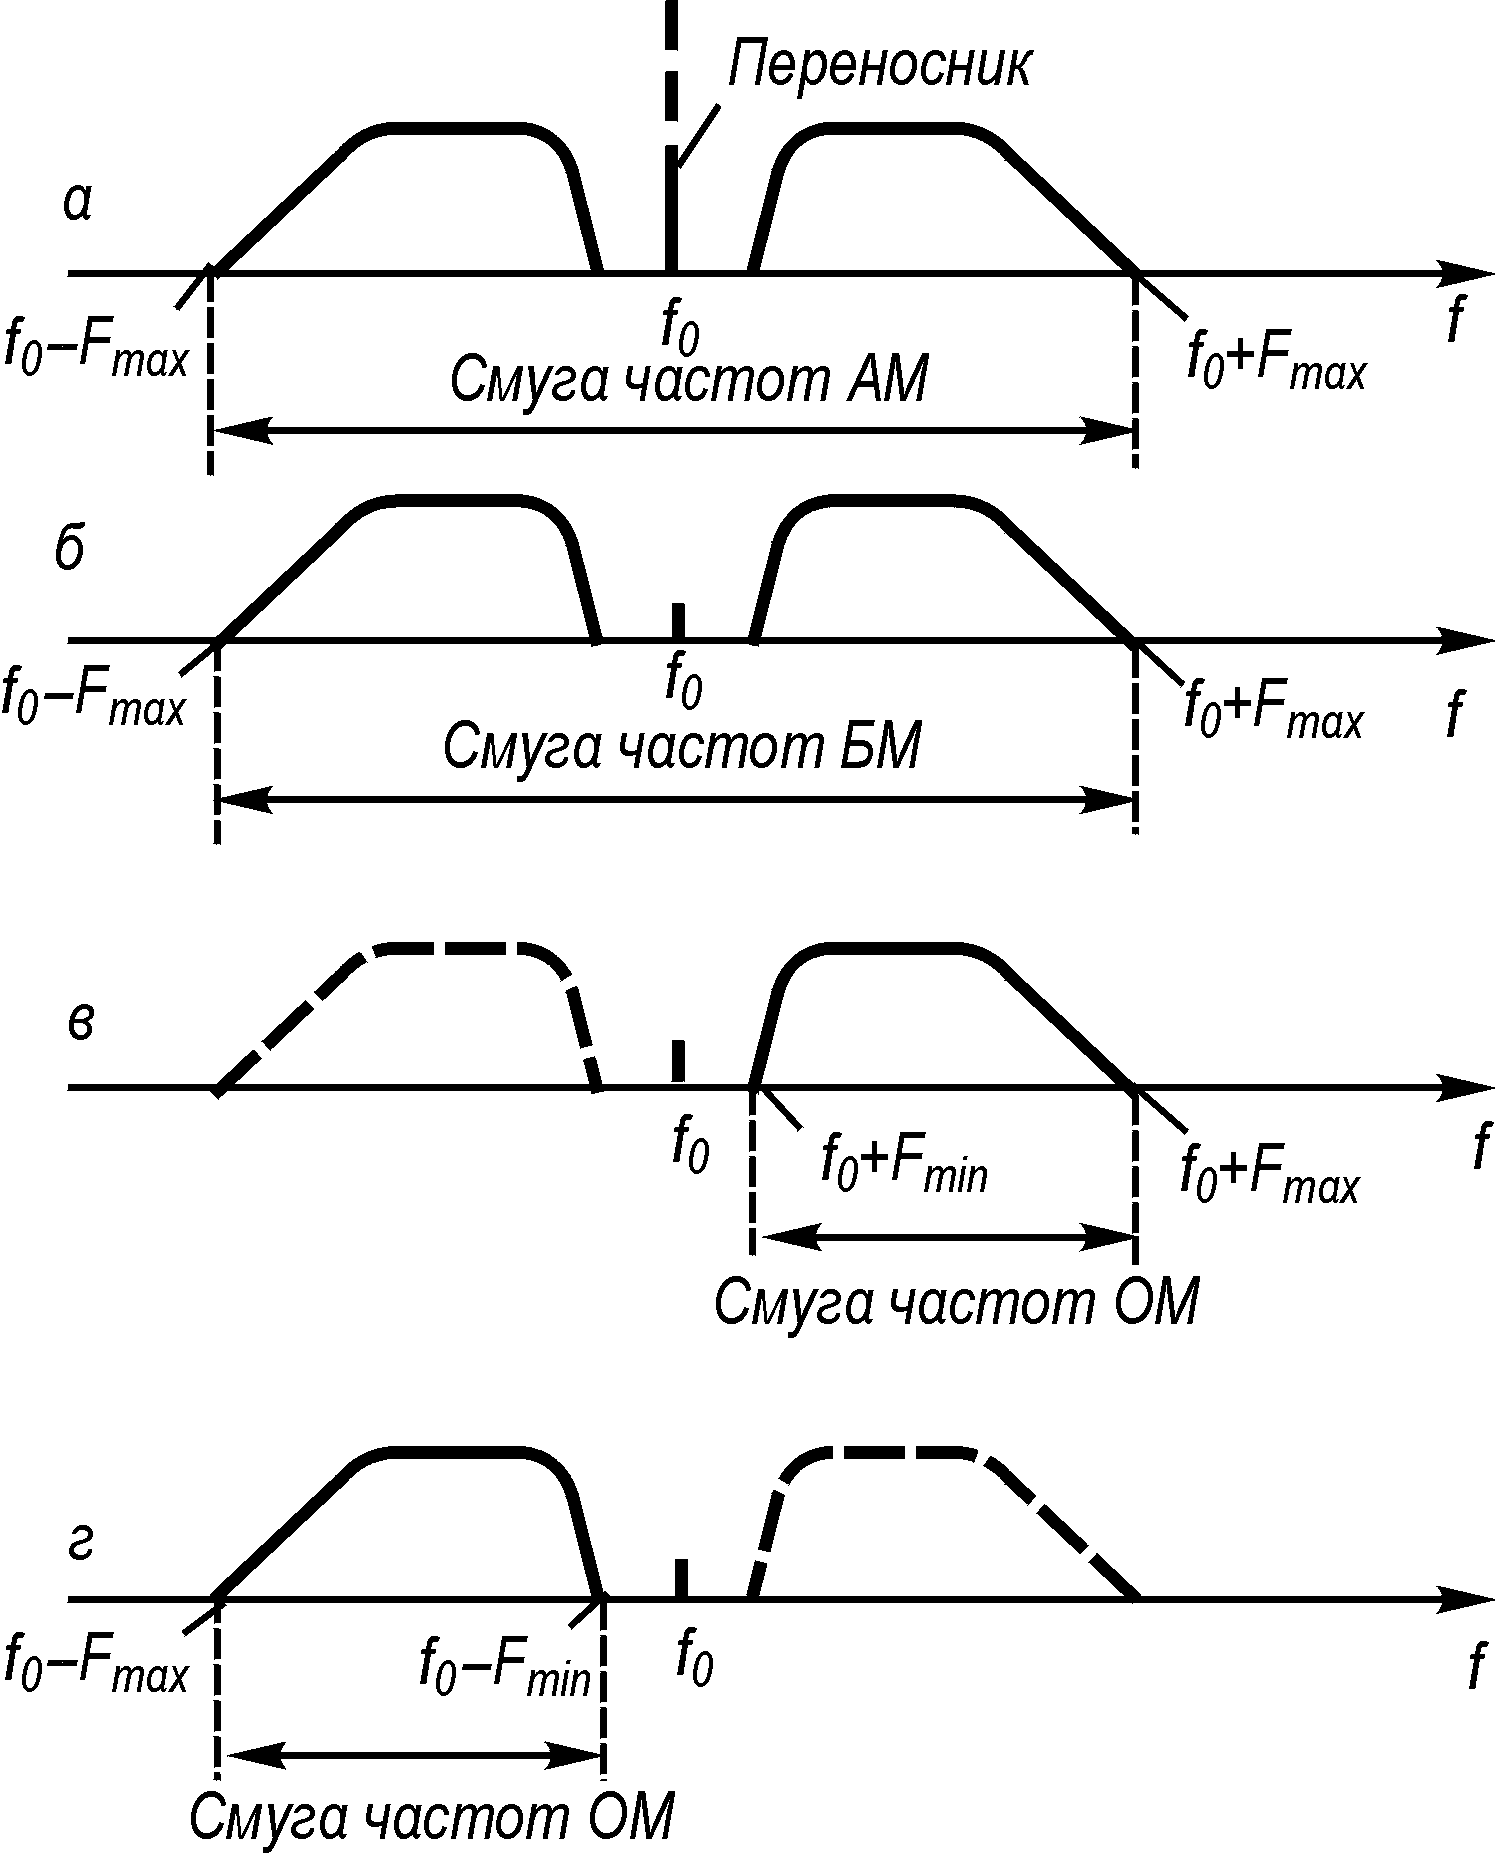 Переносник
а
f₀–Fmax
f₀
f₀+Fmax
f
Смуга частот АМ
б
f₀–Fmax
f₀
f₀+Fmax
f
Смуга частот БМ
в
f₀
f₀+Fmin
f₀+Fmax
f
Смуга частот ОМ
г
f₀–Fmax
f₀–Fmin
f₀
f
Смуга частот ОМ